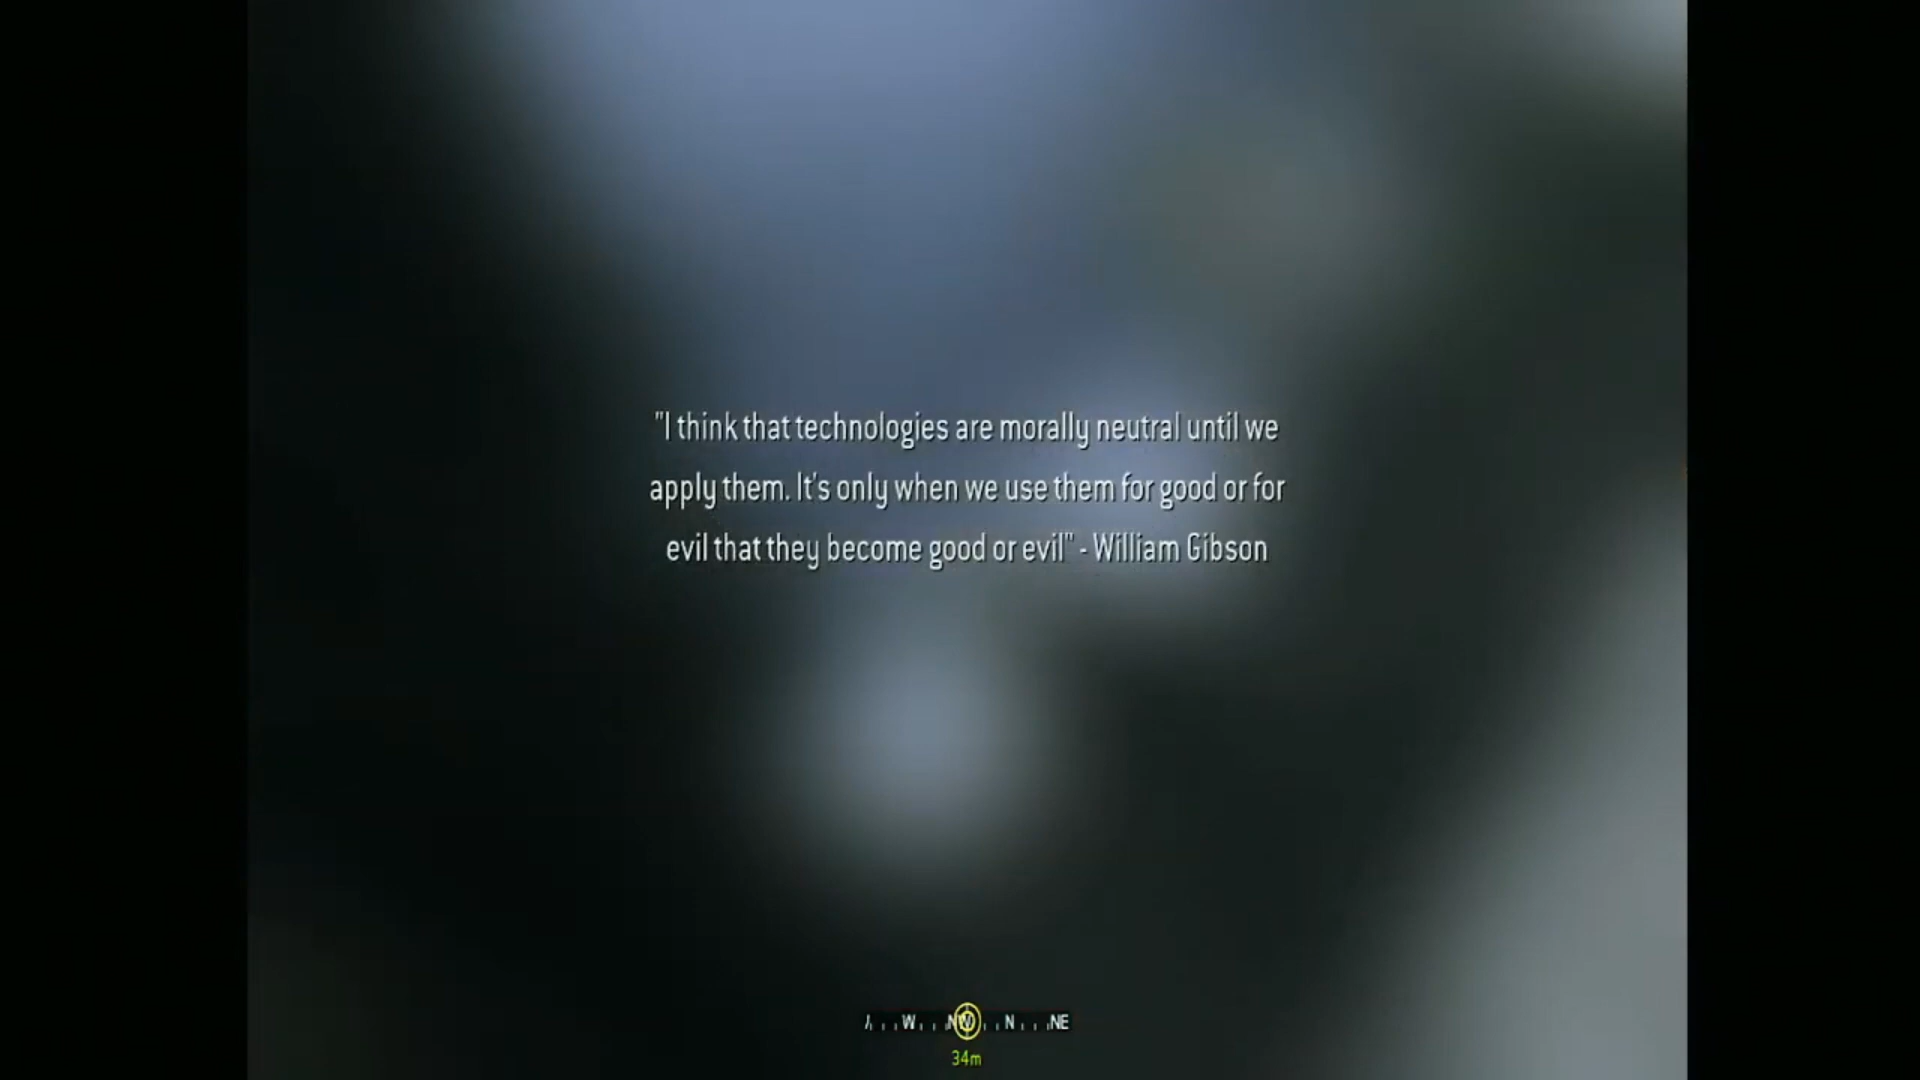 "I think that technologies are morally neutral until we
apply them. It's only when we use them for good or for
evil that they become good or evil" - William Gibson
W NW N NE
34m